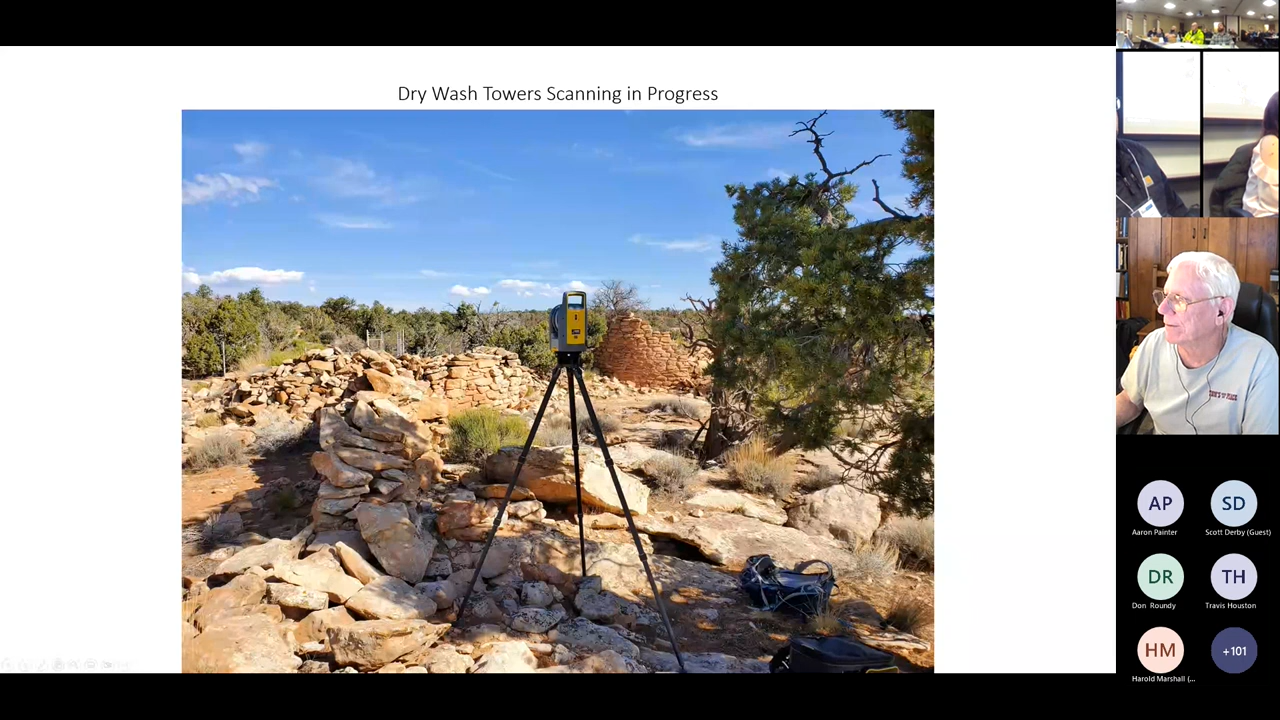 Dry Wash Towers Scanning in Progress
AP
SD
Aaron Painter
Scott Derby (Guest)
DR
TH
Don Roundy
Travis Houston
HM
+101
Harold Marshall (...